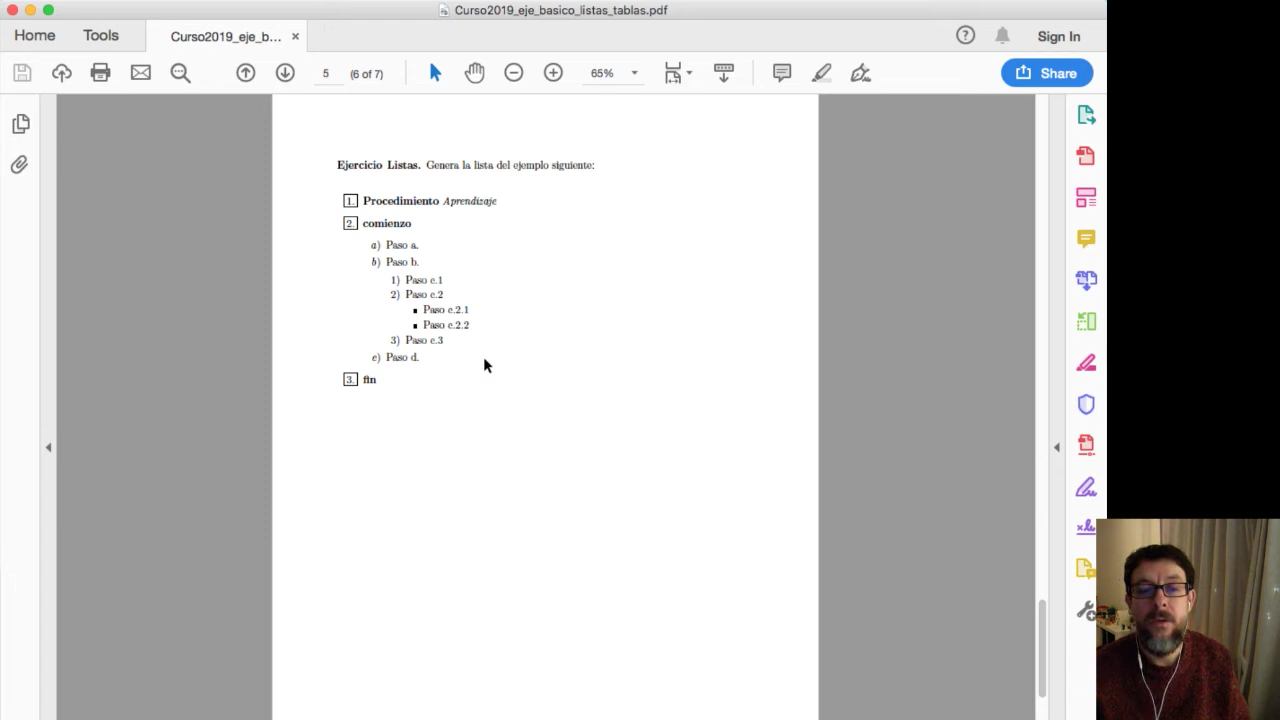 Curso2019_eje_basico_listas_tablas.pdf
Home
Tools
Curso2019_eje_b...
Sign In
5
(6 of 7)
65%
Share
Ejercicio Listas. Genera la lista del ejemplo siguiente:
1. Procedimiento Aprendizaje
2. comienzo
a) Paso a.
b) Paso b.
1) Paso c.1
2) Paso c.2
Paso c.2.1
Paso c.2.2
3) Paso c.3
c) Paso d.
3. fin